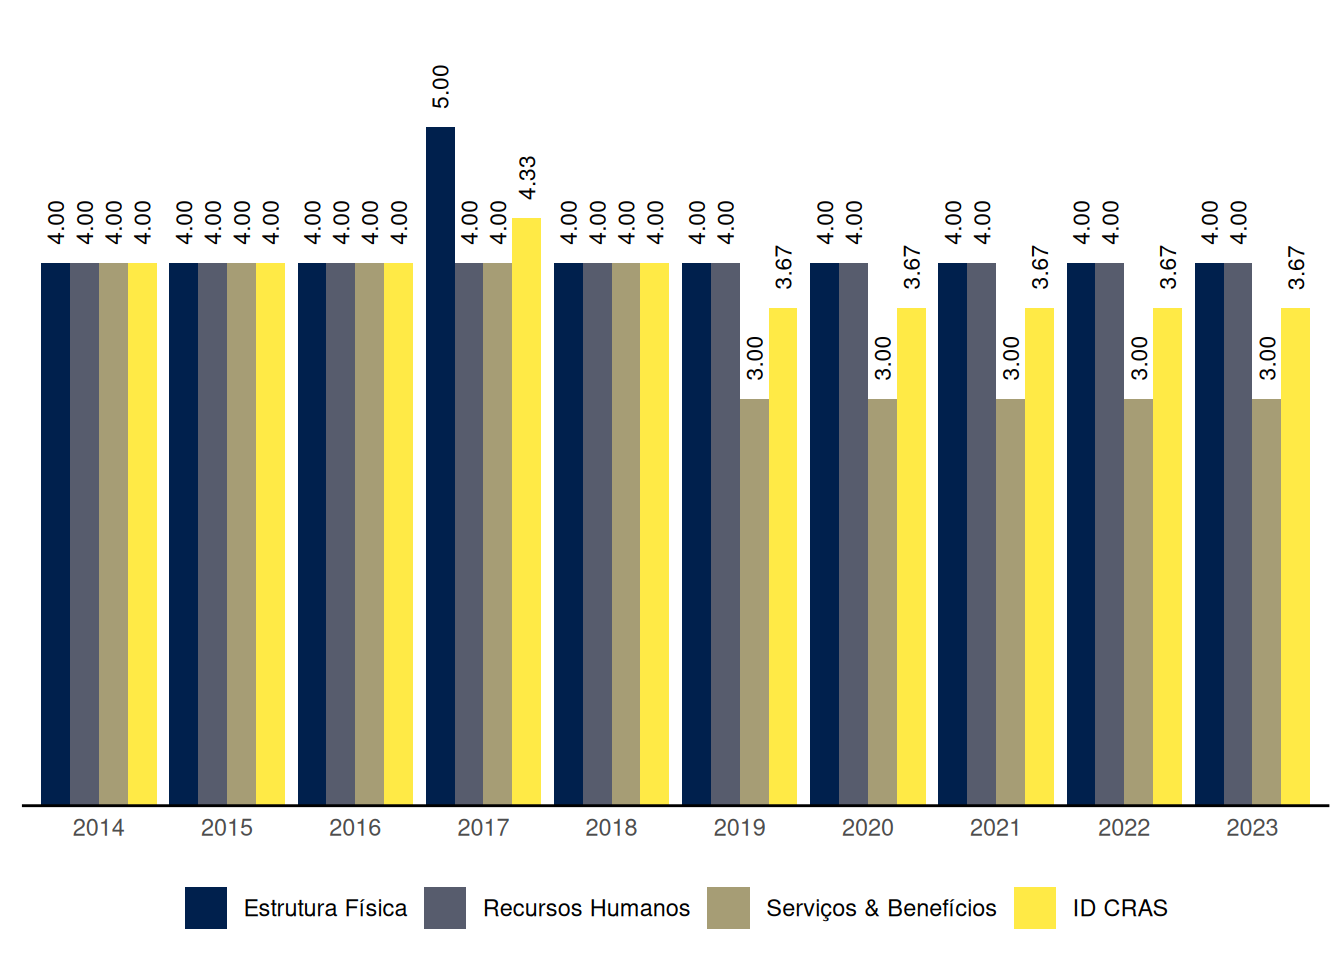 5.00
4.33
4.00 4.00 4.00 4.00 4.00 4.00 4.00 4.00 4.00 4.00 4.00 4.00 4.00 4.00 4.00 4.00 4.00 4.00 4.00 4.00 4.00 4.00 4.00 4.00 4.00 4.00 4.00 4.00
3.67 3.67 3.67 3.67 3.67
3.00 3.00 3.00 3.00 3.00
2014 2015 2016 2017 2018 2019 2020 2021 2022 2023
Estrutura Física Recursos Humanos Serviços & Benefícios ID CRAS